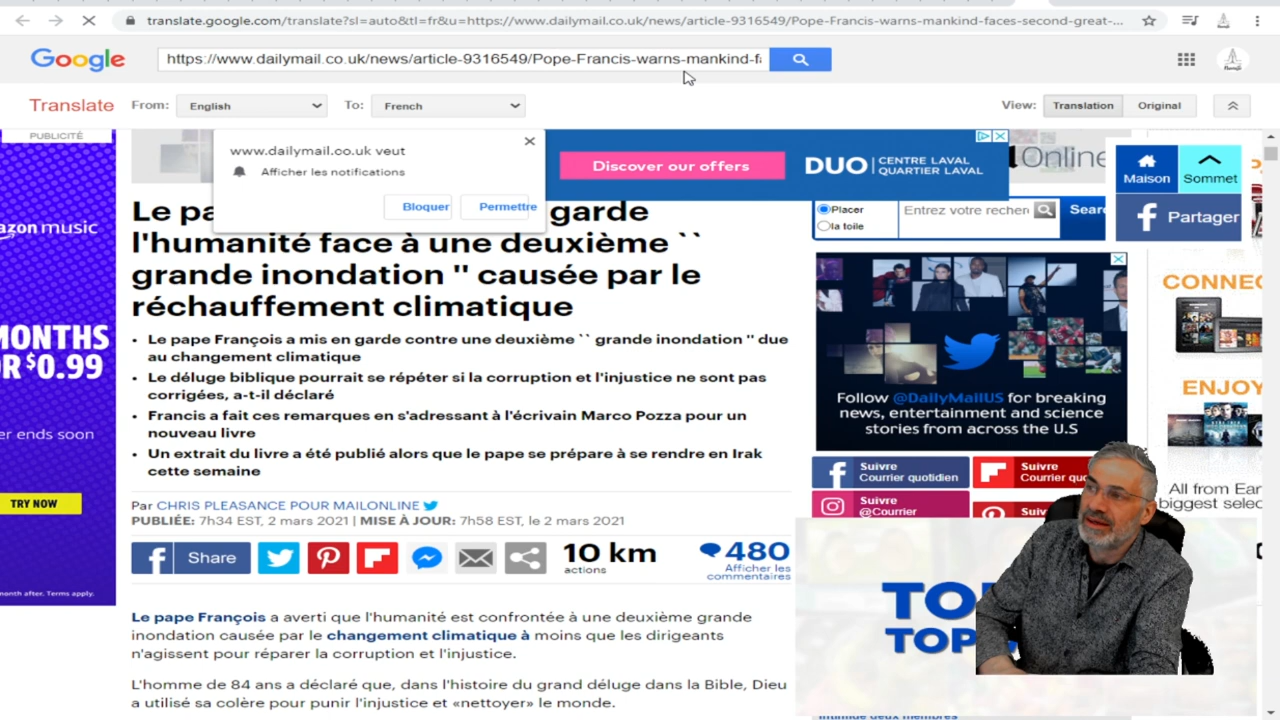 translate.google.com/translate?sl=auto&tl=fr&u=https://www.dailymail.co.uk/news/article-9316549/Pope-Francis-warns-mankind-faces-second-great-...
Google
https://www.dailymail.co.uk/news/article-9316549/Pope-Francis-warns-mankind-f
Translate From: English To: French View: Translation Original
PUBLICITÉ
www.dailymail.co.uk veut
Afficher les notifications
Bloquer Permettre
Discover our offers
DUO CENTRE LAVAL
QUARTIER LAVAL
Online
Maison
Sommet
Partager
Placer
la toile
Entrez votre recherc
Sear
azon music
MONTHS
R $0.99
er ends soon
TRY NOW
month after. Terms apply.
Le pa garde
l'humanité face à une deuxième ``
grande inondation '' causée par le
réchauffement climatique
• Le pape François a mis en garde contre une deuxième `` grande inondation '' due
au changement climatique
• Le déluge biblique pourrait se répéter si la corruption et l'injustice ne sont pas
corrigées, a-t-il déclaré
• Francis a fait ces remarques en s'adressant à l'écrivain Marco Pozza pour un
nouveau livre
• Un extrait du livre a été publié alors que le pape se prépare à se rendre en Irak
cette semaine
Par CHRIS PLEASANCE POUR MAILONLINE
PUBLIÉE: 7h34 EST, 2 mars 2021 | MISE À JOUR: 7h58 EST, le 2 mars 2021
Share
10 km
actions
480
Afficher les
commentaires
Le pape François a averti que l'humanité est confrontée à une deuxième grande
inondation causée par le changement climatique à moins que les dirigeants
n'agissent pour réparer la corruption et l'injustice.
L'homme de 84 ans a déclaré que, dans l'histoire du grand déluge dans la Bible, Dieu
a utilisé sa colère pour punir l'injustice et «nettoyer» le monde.
Follow @DailyMailUS for breaking
news, entertainment and science
stories from across the U.S
Suivre
Courrier quotidien
Suivre
Courrier quo
Suivre
@Courrier
Suiv
CONNEC
ENJOY
All from Ear
biggest selec
TO
TOP